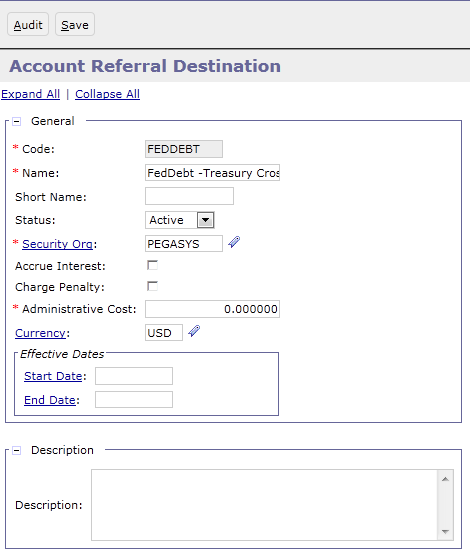 Audit Save
Account Referral Destination
Expand All | Collapse All
General
* Code: FEDDEBT
* Name: FedDebt -Treasury Cros
Short Name:
Status: Active
* Security Org: PEGASYS
Accrue Interest:
Charge Penalty:
* Administrative Cost: 0.000000
Currency: USD
Effective Dates
Start Date:
End Date:
Description
Description: